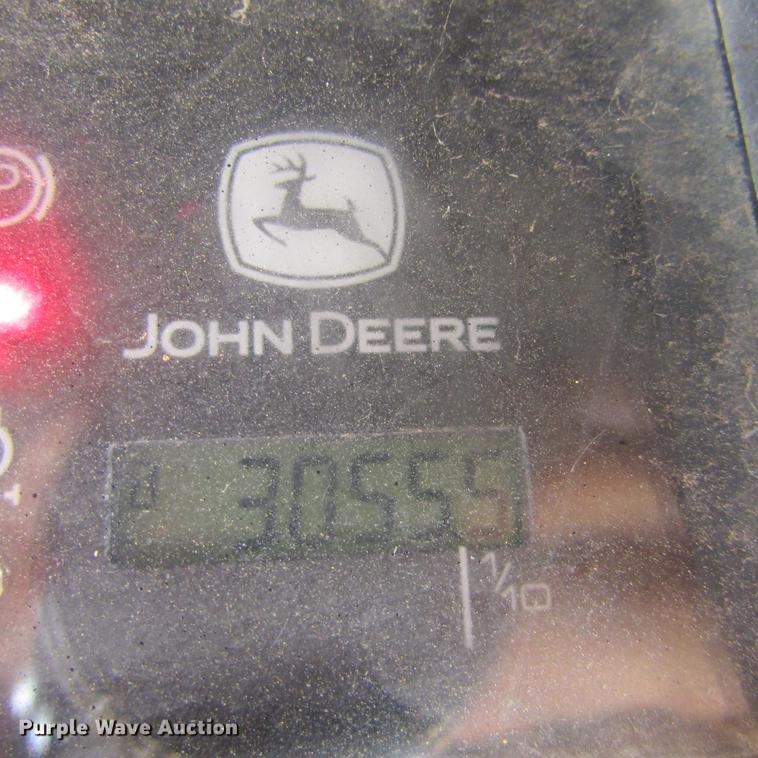 P
JOHN DEERE
30555
1/10
Purple Wave Auction